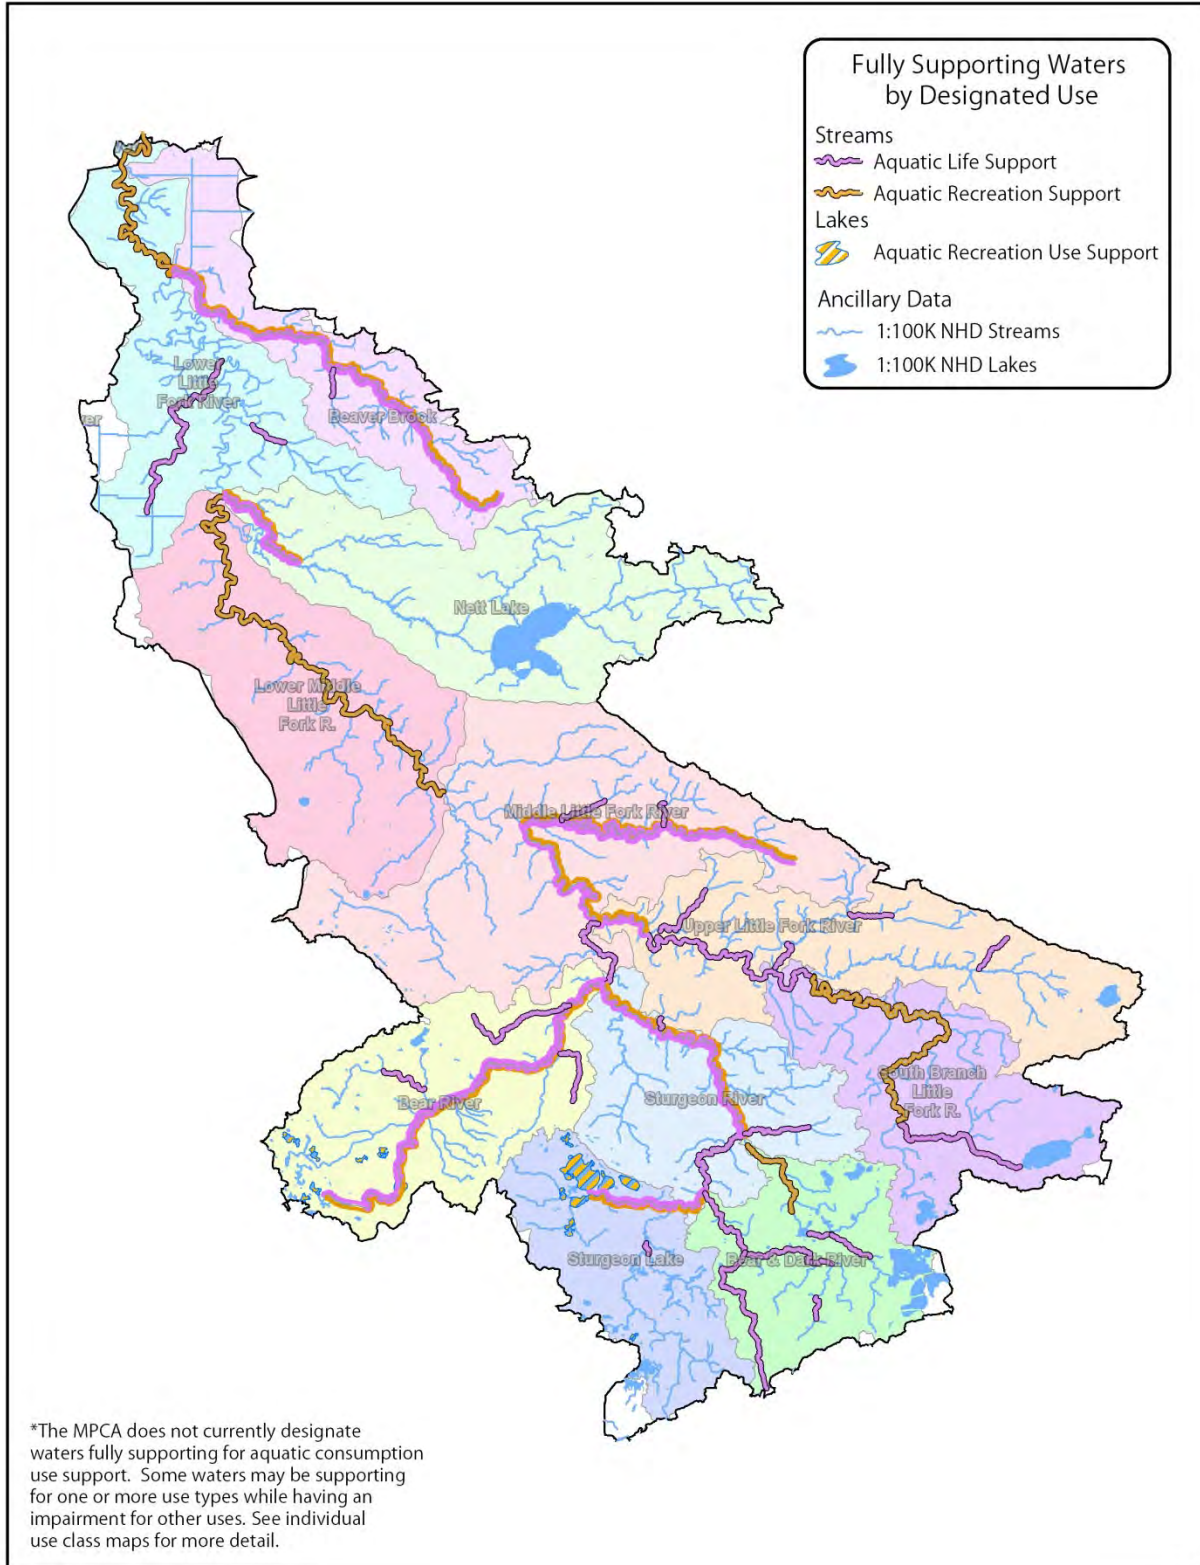 Fully Supporting Waters
by Designated Use
Streams
Aquatic Life Support
Aquatic Recreation Support
Lakes
Aquatic Recreation Use Support
Ancillary Data
1:100K NHD Streams
1:100K NHD Lakes
Lower
Little
Fork River
Beaver Brook
Nett Lake
Lower Middle
Little
Fork R.
Middle Little Fork River
Upper Little Fork River
South Branch
Little
Fork R.
Bear River
Sturgeon River
Sturgeon Lake
Bear & Dark River
*The MPCA does not currently designate
waters fully supporting for aquatic consumption
use support. Some waters may be supporting
for one or more use types while having an
impairment for other uses. See individual
use class maps for more detail.